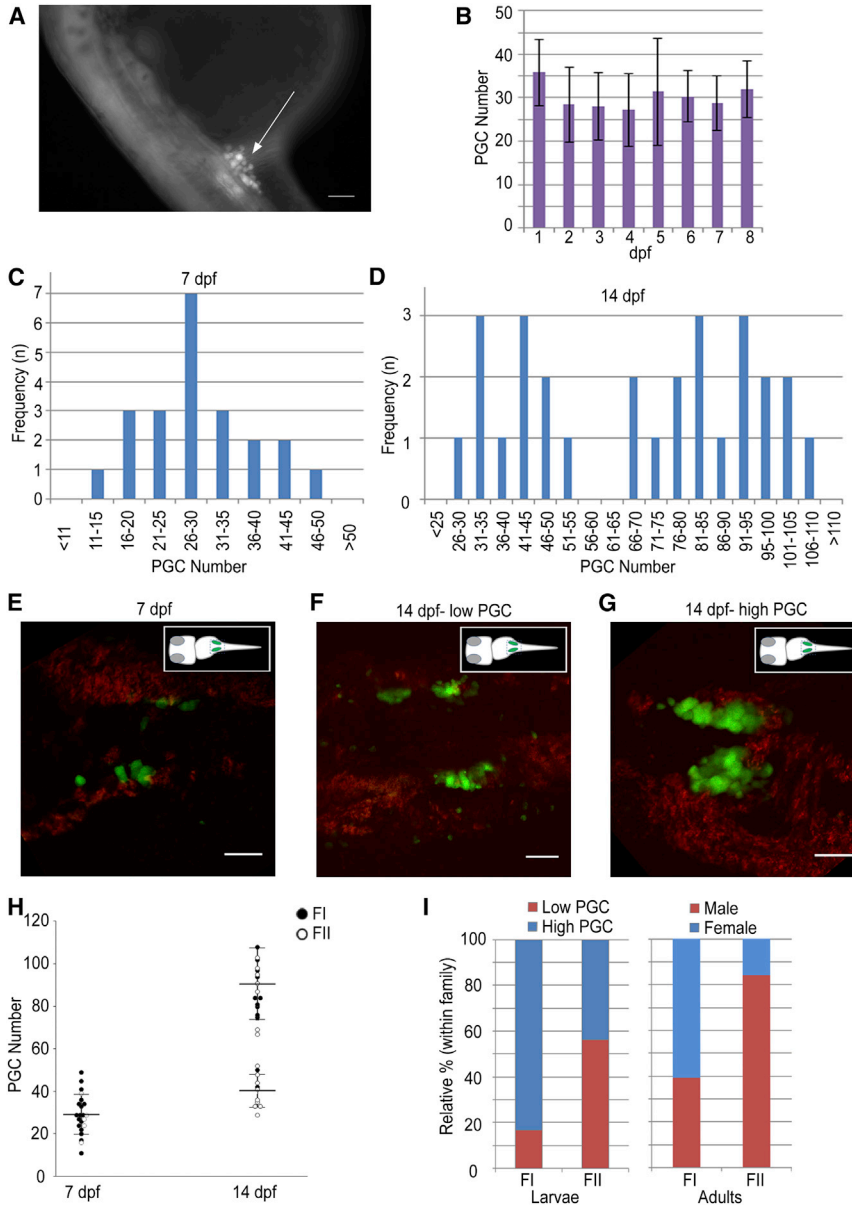 A
B
50
40
30
20
10
0
PGC Number
1 2 3 4 5 6 7 8
dpf
C
7 dpf
7
6
5
4
3
2
1
0
Frequency (n)
<11 11-15 16-20 21-25 26-30 31-35 36-40 41-45 46-50 >50
PGC Number
D
14 dpf
3
2
1
0
Frequency (n)
<25 26-30 31-35 36-40 41-45 46-50 51-55 56-60 61-65 66-70 71-75 76-80 81-85 86-90 91-95 95-100 101-105 106-110 >110
PGC Number
E
7 dpf
F
14 dpf- low PGC
G
14 dpf- high PGC
H
FI
FII
120
100
80
60
40
20
0
PGC Number
7 dpf 14 dpf
I
Low PGC
High PGC
Male
Female
100
80
60
40
20
0
Relative % (within family)
FI FII
Larvae
FI FII
Adults